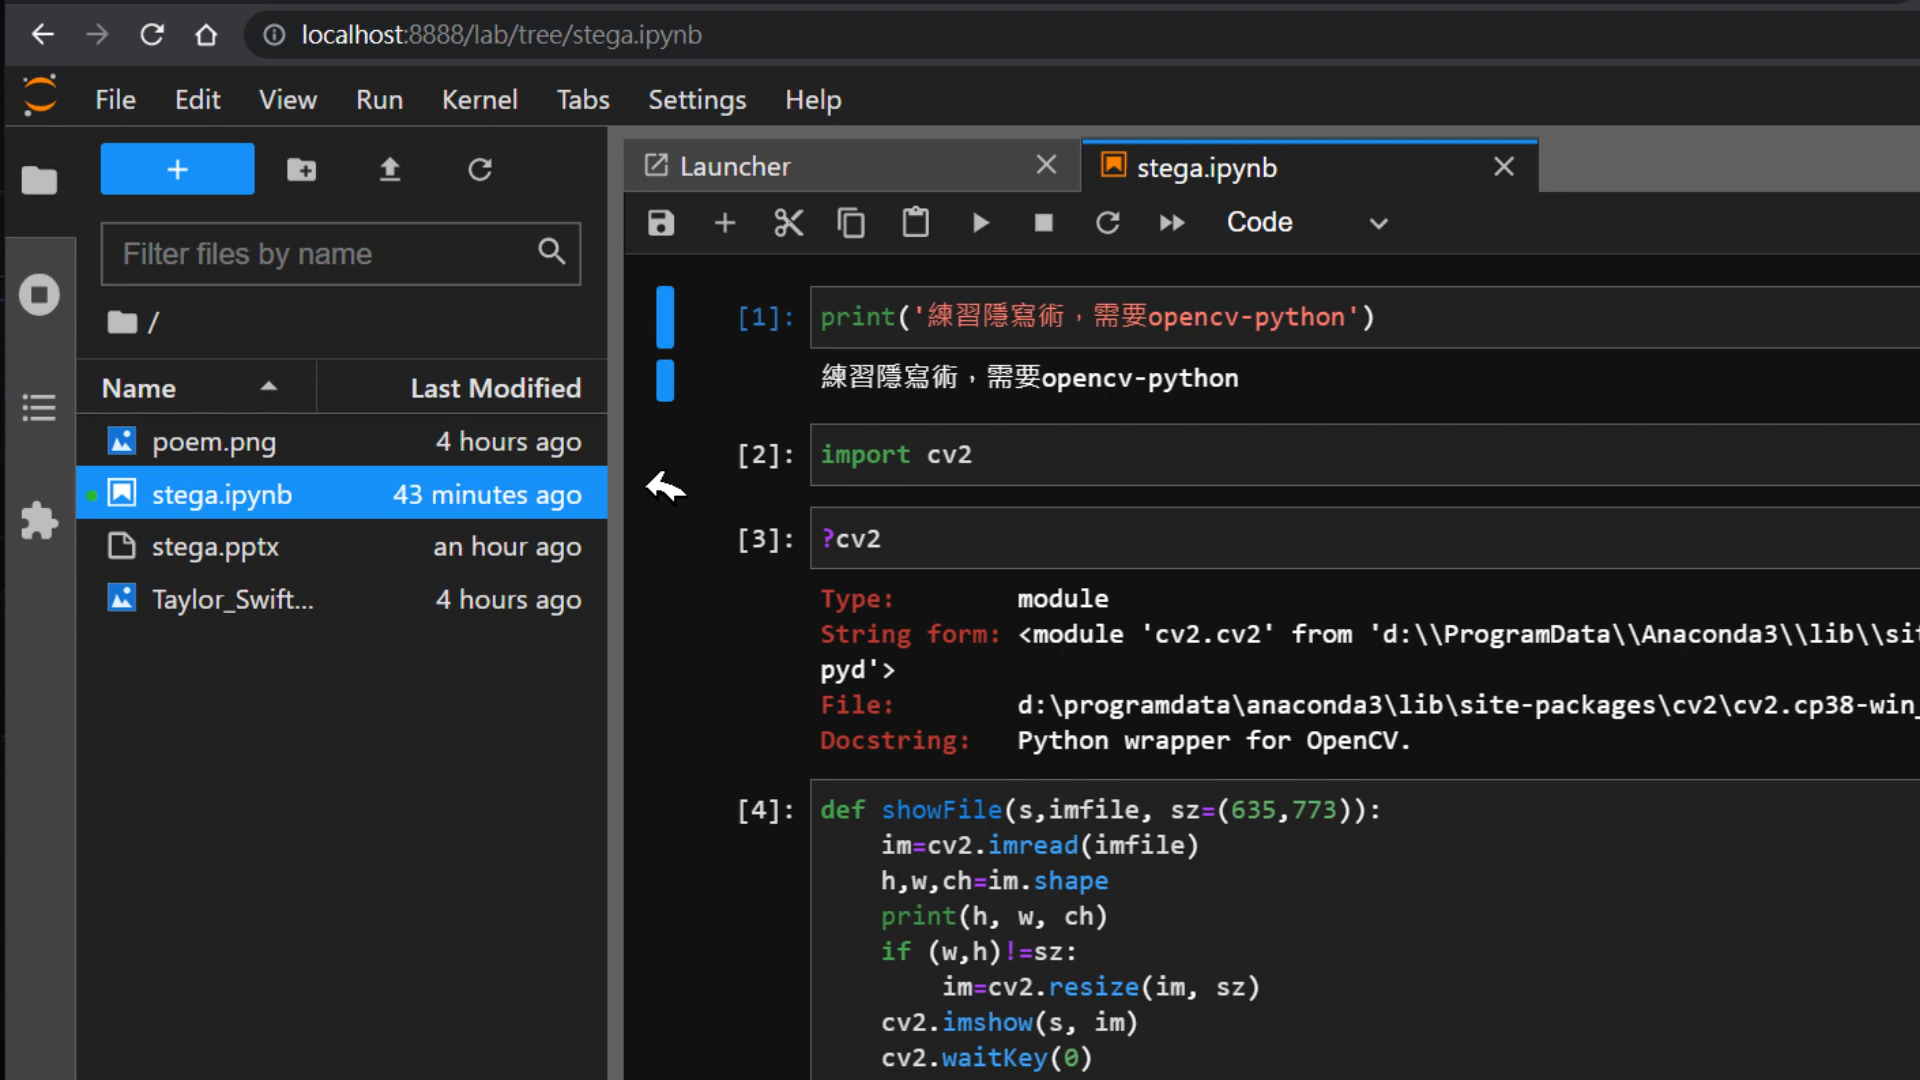 localhost:8888/lab/tree/stega.ipynb
File Edit View Run Kernel Tabs Settings Help
+
Launcher
stega.ipynb
Code
Filter files by name
/
Name Last Modified
poem.png 4 hours ago
stega.ipynb 43 minutes ago
stega.pptx an hour ago
Taylor_Swift... 4 hours ago
[1]: print('練習隱寫術，需要opencv-python')
練習隱寫術，需要opencv-python
[2]: import cv2
[3]: ?cv2
Type: module
String form: <module 'cv2.cv2' from 'd:\\ProgramData\\Anaconda3\\lib\\sit
pyd'>
File: d:\programdata\anaconda3\lib\site-packages\cv2\cv2.cp38-win_
Docstring: Python wrapper for OpenCV.
[4]: def showFile(s,imfile, sz=(635,773)):
im=cv2.imread(imfile)
h,w,ch=im.shape
print(h, w, ch)
if (w,h)!=sz:
im=cv2.resize(im, sz)
cv2.imshow(s, im)
cv2.waitKey(0)